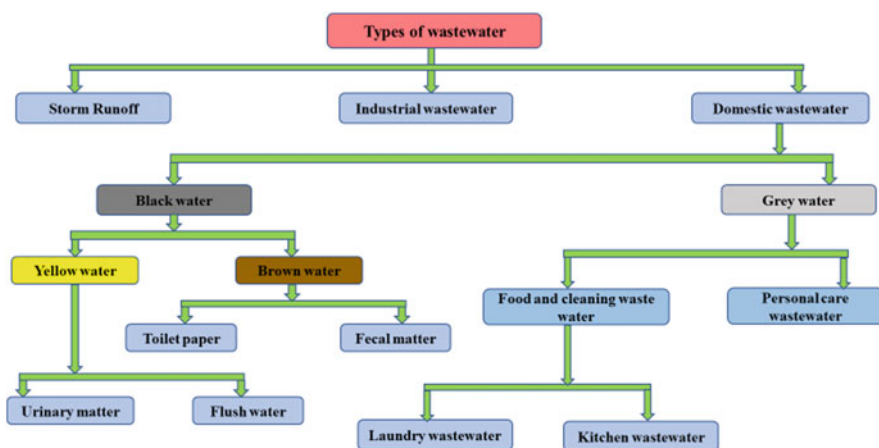 Types of wastewater
Storm Runoff
Industrial wastewater
Domestic wastewater
Black water
Grey water
Yellow water
Brown water
Food and cleaning waste
water
Personal care
wastewater
Toilet paper
Fecal matter
Urinary matter
Flush water
Laundry wastewater
Kitchen wastewater